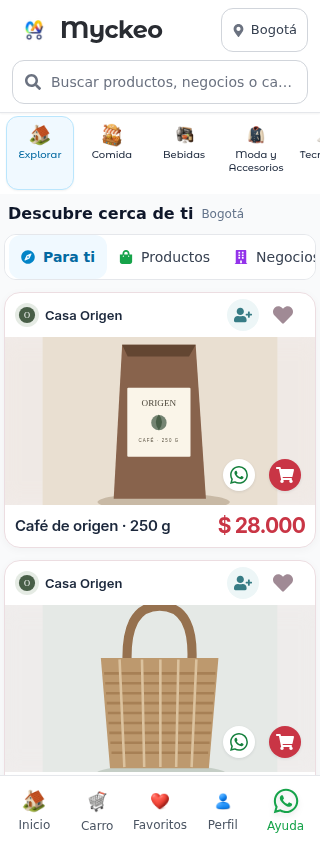 Myckeo
Bogotá
Buscar productos, negocios o ca...
Explorar
Comida
Bebidas
Moda y
Accesorios
Tecn
Descubre cerca de ti Bogotá
Para ti
Productos
Negocios
O Casa Origen
ORIGEN
CAFÉ · 250 G
Café de origen · 250 g
$ 28.000
O Casa Origen
Inicio
Carro
Favoritos
Perfil
Ayuda